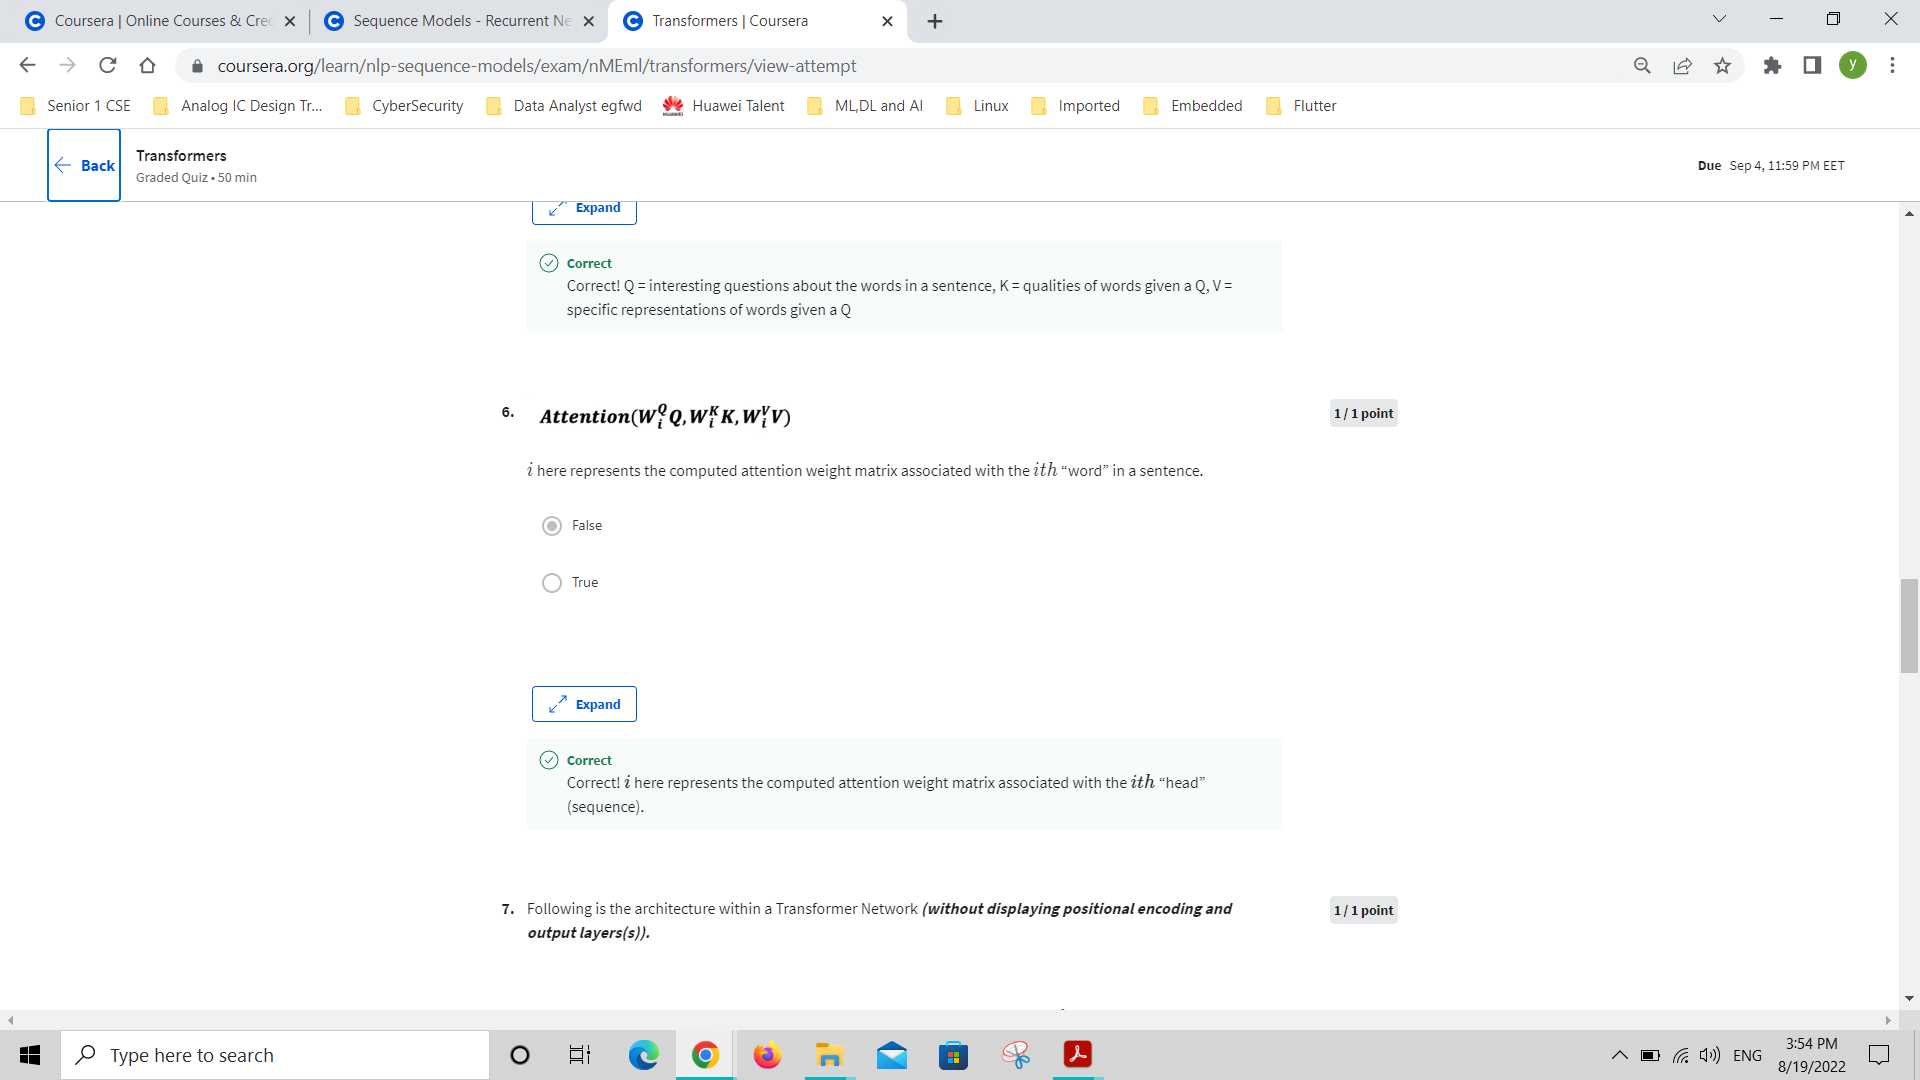 Coursera | Online Courses & Cre
Sequence Models - Recurrent Ne
Transformers | Coursera
coursera.org/learn/nlp-sequence-models/exam/nMEml/transformers/view-attempt
y
Senior 1 CSE
Analog IC Design Tr...
CyberSecurity
Data Analyst egfwd
Huawei Talent
ML,DL and AI
Linux
Imported
Embedded
Flutter
Back
Transformers
Graded Quiz • 50 min
Due Sep 4, 11:59 PM EET
Expand
Correct
Correct! Q = interesting questions about the words in a sentence, K = qualities of words given a Q, V =
specific representations of words given a Q
6. Attention(W_i^Q Q, W_i^K K, W_i^V V)
1 / 1 point
i here represents the computed attention weight matrix associated with the ith “word” in a sentence.
False
True
Expand
Correct
Correct! i here represents the computed attention weight matrix associated with the ith “head”
(sequence).
7. Following is the architecture within a Transformer Network (without displaying positional encoding and
output layers(s)).
1 / 1 point
Type here to search
ENG
3:54 PM
8/19/2022